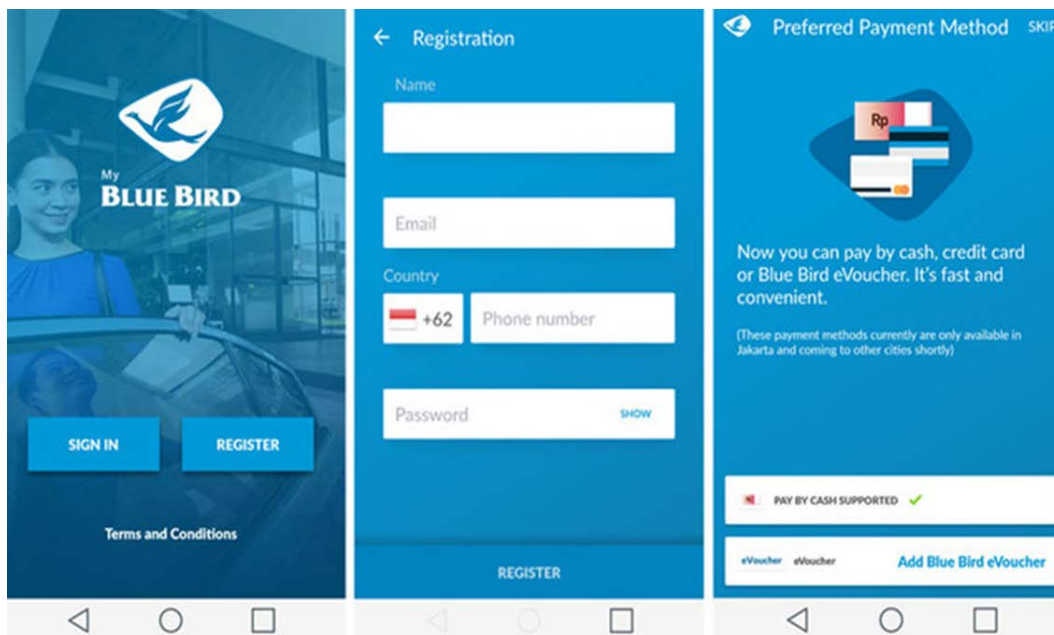 My
BLUE BIRD
SIGN IN
REGISTER
Terms and Conditions
Registration
Name
Email
Country
+62
Phone number
Password
SHOW
REGISTER
Preferred Payment Method
SKIP
Rp
Now you can pay by cash, credit card
or Blue Bird eVoucher. It's fast and
convenient.
(These payment methods currently are only available in
Jakarta and coming to other cities shortly)
PAY BY CASH SUPPORTED
eVoucher eVoucher Add Blue Bird eVoucher